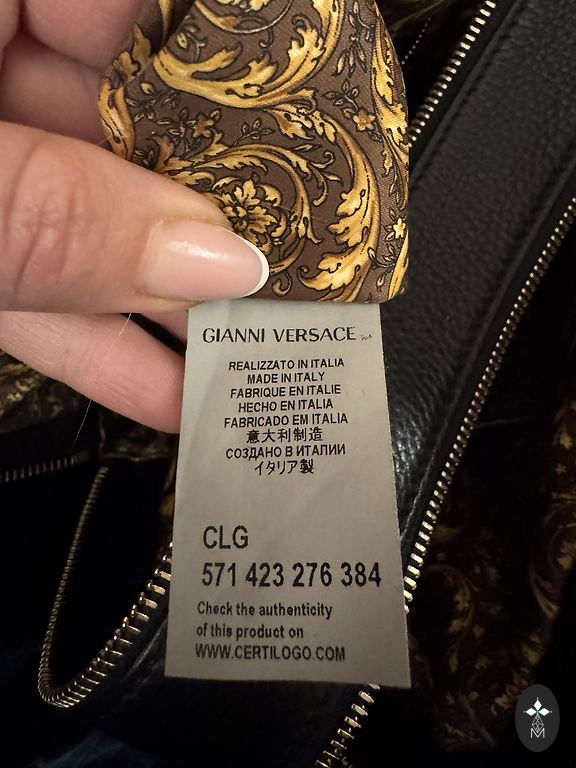 GIANNI VERSACE SpA
REALIZZATO IN ITALIA
MADE IN ITALY
FABRIQUE EN ITALIE
HECHO EN ITALIA
FABRICADO EM ITALIA
意大利制造
СОЗДАНО В ИТАЛИИ
イタリア製
CLG
571 423 276 384
Check the authenticity
of this product on
WWW.CERTILOGO.COM